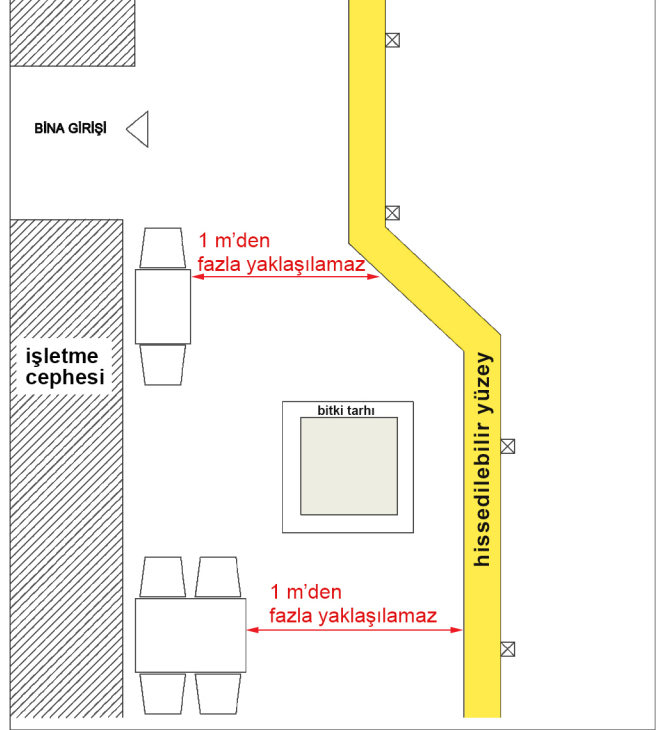 BİNA GİRİŞİ
1 m'den
fazla yaklaşılamaz
işletme
cephesi
bitki tarhı
hissedilebilir yüzey
1 m'den
fazla yaklaşılamaz